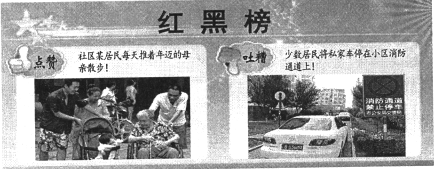 红黑榜
点赞
社区某居民每天推着年迈的母
亲散步！
吐槽
少数居民将私家车停在小区消防
通道上！
消防通道
禁止停车